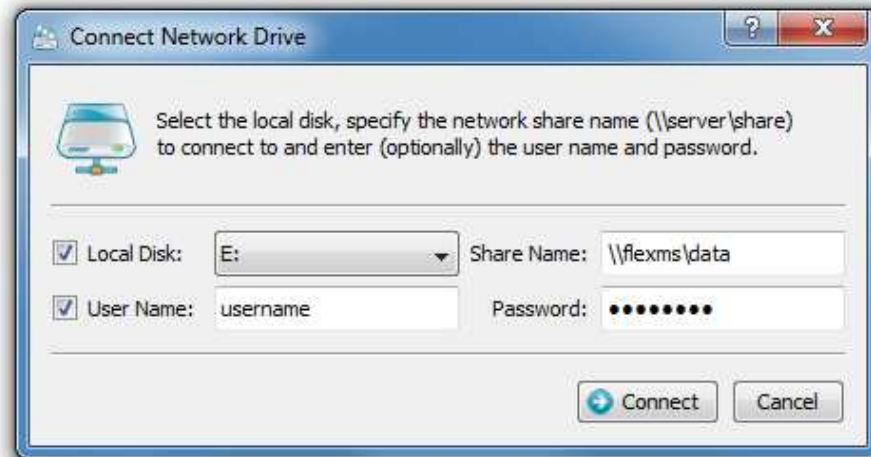 Connect Network Drive
Select the local disk, specify the network share name (\\server\share)
to connect to and enter (optionally) the user name and password.
Local Disk: E: Share Name: \\flexms\data
User Name: username Password: ●●●●●●●●
Connect Cancel